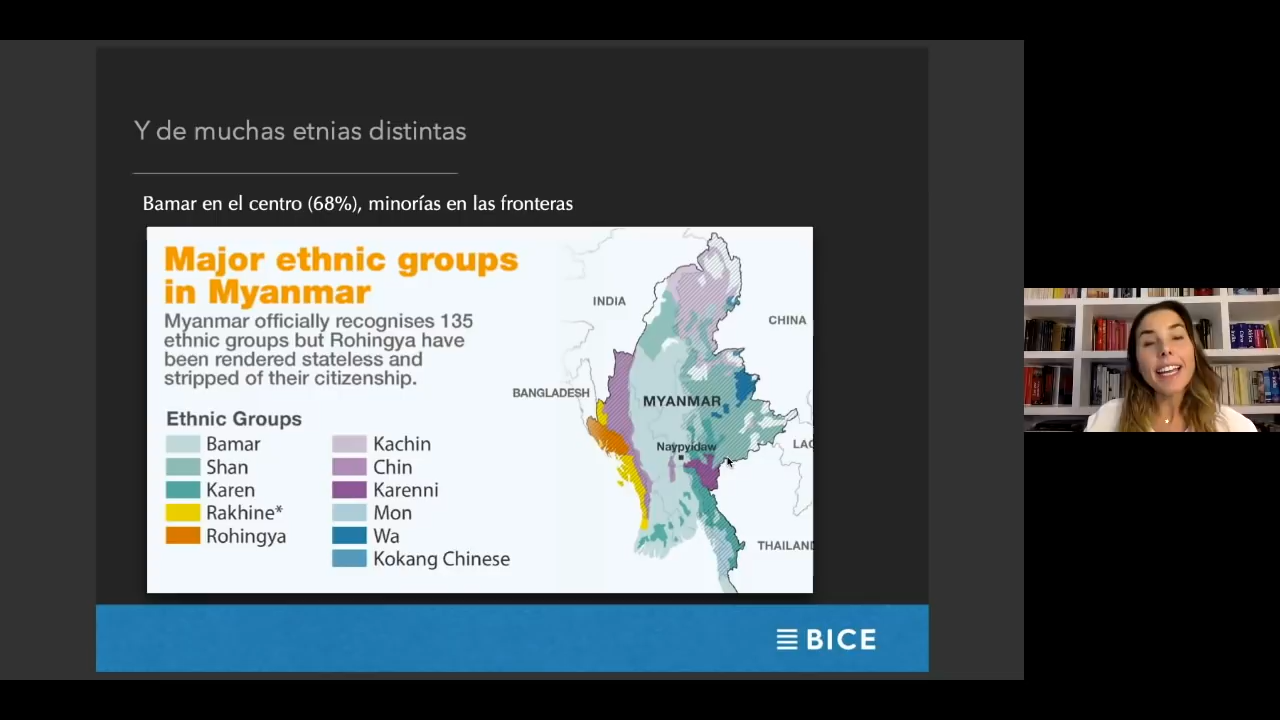 Y de muchas etnias distintas
Bamar en el centro (68%), minorías en las fronteras
Major ethnic groups
in Myanmar
Myanmar officially recognises 135
ethnic groups but Rohingya have
been rendered stateless and
stripped of their citizenship.
Ethnic Groups
Bamar
Shan
Karen
Rakhine*
Rohingya
Kachin
Chin
Karenni
Mon
Wa
Kokang Chinese
INDIA
CHINA
BANGLADESH
MYANMAR
Naypyidaw
LAO
THAILAND
BICE